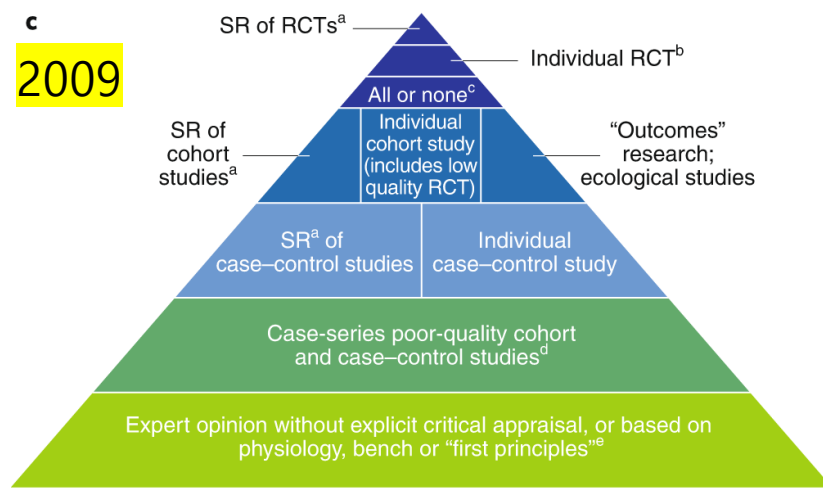 c
2009
SR of RCTsᵃ
Individual RCTᵇ
All or noneᶜ
SR of
cohort
studiesᵃ
Individual
cohort study
(includes low
quality RCT)
“Outcomes”
research;
ecological studies
SRᵃ of
case–control studies
Individual
case–control study
Case-series poor-quality cohort
and case–control studiesᵈ
Expert opinion without explicit critical appraisal, or based on
physiology, bench or “first principles”ᵉ